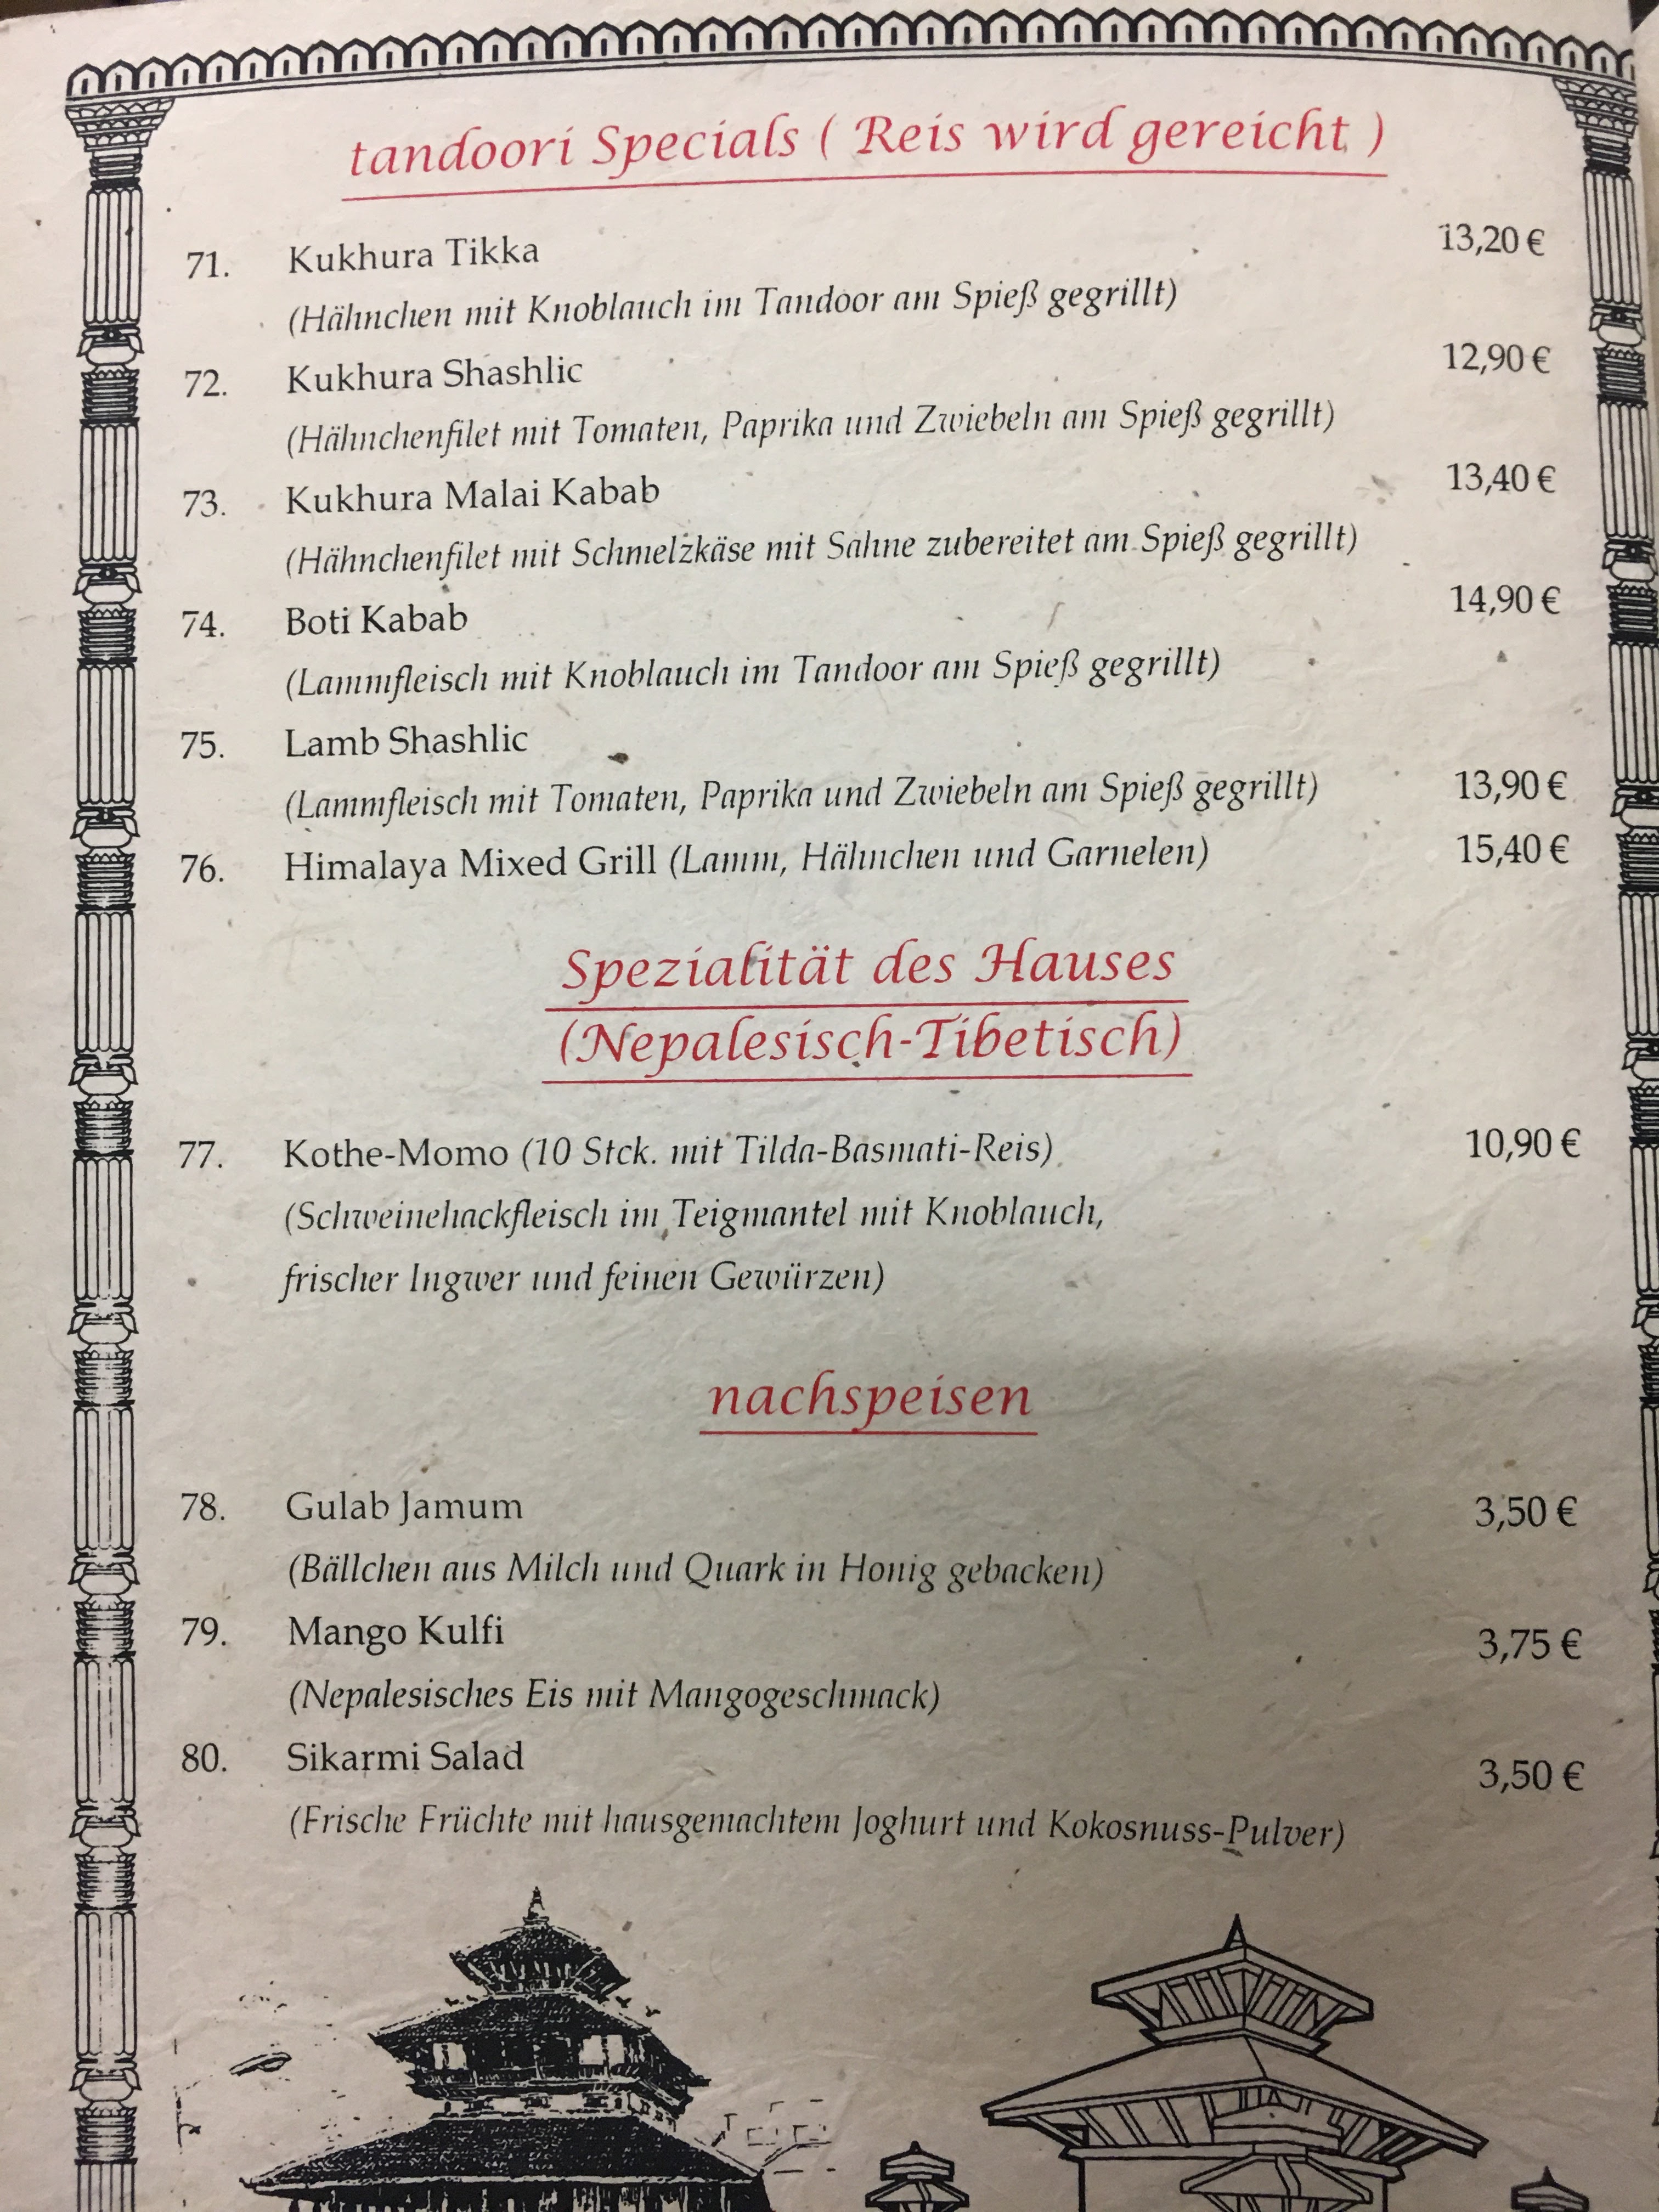 tandoori Specials ( Reis wird gereicht )
71. Kukhura Tikka 13,20 €
(Hähnchen mit Knoblauch im Tandoor am Spieß gegrillt)
72. Kukhura Shashlic 12,90 €
(Hähnchenfilet mit Tomaten, Paprika und Zwiebeln am Spieß gegrillt)
73. Kukhura Malai Kabab 13,40 €
(Hähnchenfilet mit Schmelzkäse mit Sahne zubereitet am Spieß gegrillt)
74. Boti Kabab 14,90 €
(Lammfleisch mit Knoblauch im Tandoor am Spieß gegrillt)
75. Lamb Shashlic
(Lammfleisch mit Tomaten, Paprika und Zwiebeln am Spieß gegrillt) 13,90 €
76. Himalaya Mixed Grill (Lamm, Hähnchen und Garnelen) 15,40 €
Spezialität des Hauses
(Nepalesisch-Tibetisch)
77. Kothe-Momo (10 Stck. mit Tilda-Basmati-Reis) 10,90 €
(Schweinehackfleisch im Teigmantel mit Knoblauch,
frischer Ingwer und feinen Gewürzen)
nachspeisen
78. Gulab Jamum 3,50 €
(Bällchen aus Milch und Quark in Honig gebacken)
79. Mango Kulfi 3,75 €
(Nepalesisches Eis mit Mangogeschmack)
80. Sikarmi Salad 3,50 €
(Frische Früchte mit hausgemachtem Joghurt und Kokosnuss-Pulver)